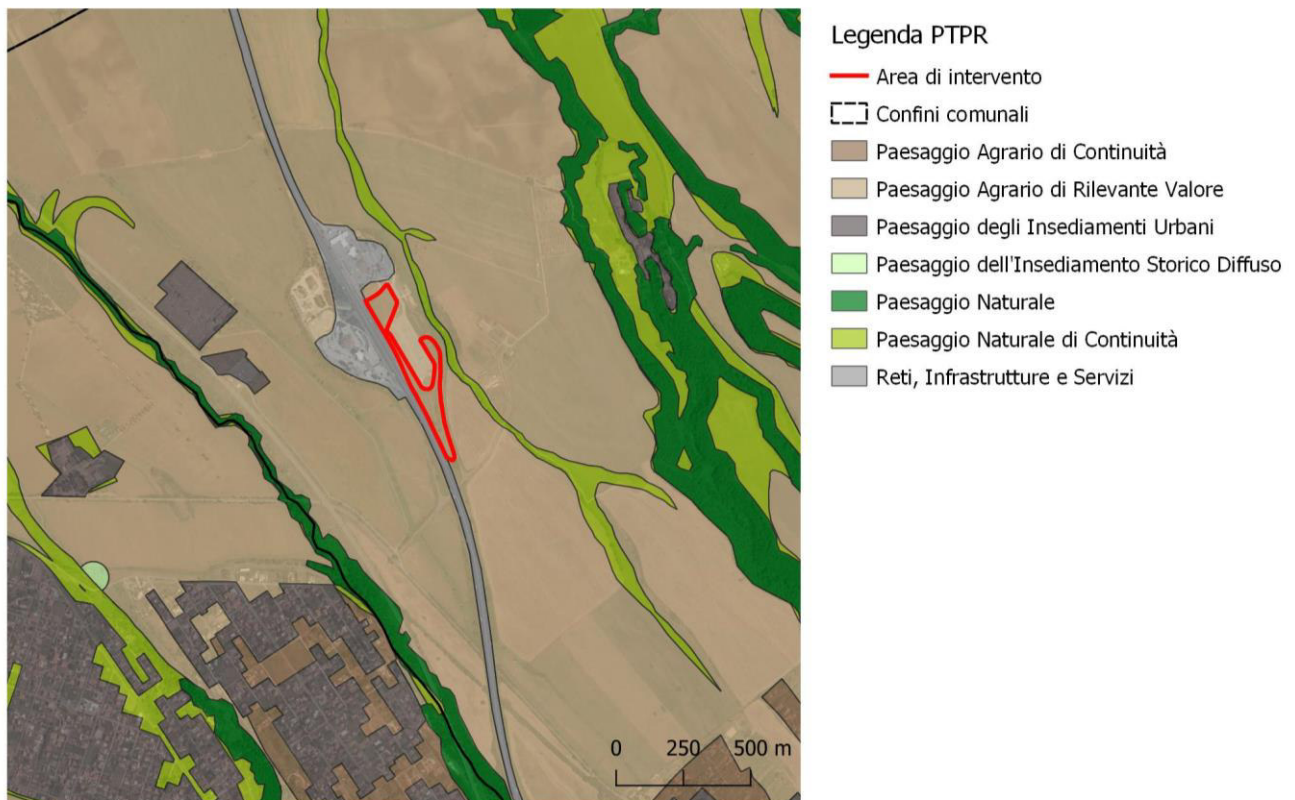 Legenda PTPR
Area di intervento
Confini comunali
Paesaggio Agrario di Continuità
Paesaggio Agrario di Rilevante Valore
Paesaggio degli Insediamenti Urbani
Paesaggio dell'Insediamento Storico Diffuso
Paesaggio Naturale
Paesaggio Naturale di Continuità
Reti, Infrastrutture e Servizi
0 250 500 m